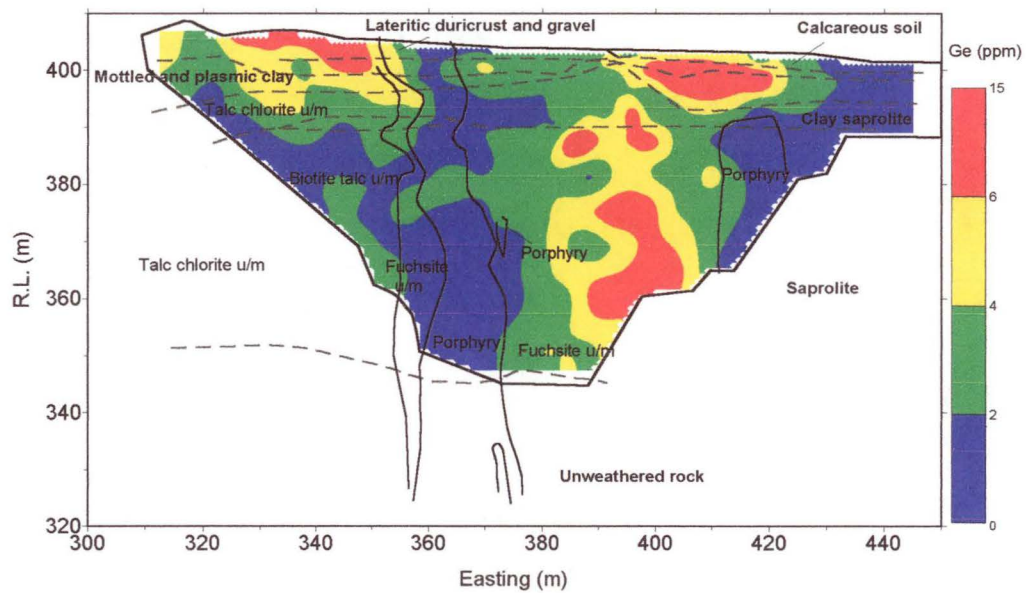 Lateritic duricrust and gravel
Calcareous soil
Ge (ppm)
Mottled and plasmic clay
Talc chlorite u/m
Clay saprolite
Biotite talc u/m
Porphyry
Talc chlorite u/m
Fuchsite
u/m
Porphyry
Saprolite
Porphyry
Fuchsite u/m
Unweathered rock
R.L. (m)
400
380
360
340
320
300
320
340
360
380
400
420
440
Easting (m)
15
6
4
2
0